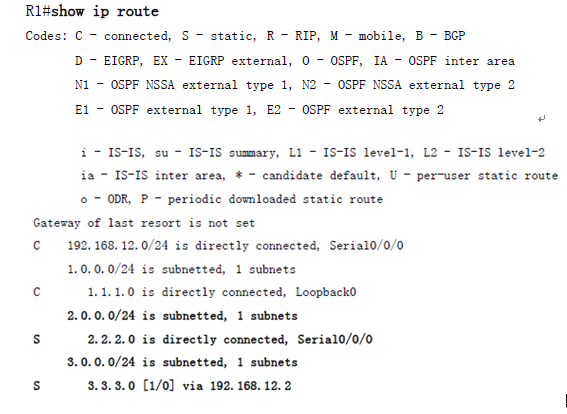 R1#show ip route
Codes: C - connected, S - static, R - RIP, M - mobile, B - BGP
D - EIGRP, EX - EIGRP external, O - OSPF, IA - OSPF inter area
N1 - OSPF NSSA external type 1, N2 - OSPF NSSA external type 2
E1 - OSPF external type 1, E2 - OSPF external type 2
i - IS-IS, su - IS-IS summary, L1 - IS-IS level-1, L2 - IS-IS level-2
ia - IS-IS inter area, * - candidate default, U - per-user static route
o - ODR, P - periodic downloaded static route
Gateway of last resort is not set
C 192.168.12.0/24 is directly connected, Serial0/0/0
1.0.0.0/24 is subnetted, 1 subnets
C 1.1.1.0 is directly connected, Loopback0
2.0.0.0/24 is subnetted, 1 subnets
S 2.2.2.0 is directly connected, Serial0/0/0
3.0.0.0/24 is subnetted, 1 subnets
S 3.3.3.0 [1/0] via 192.168.12.2